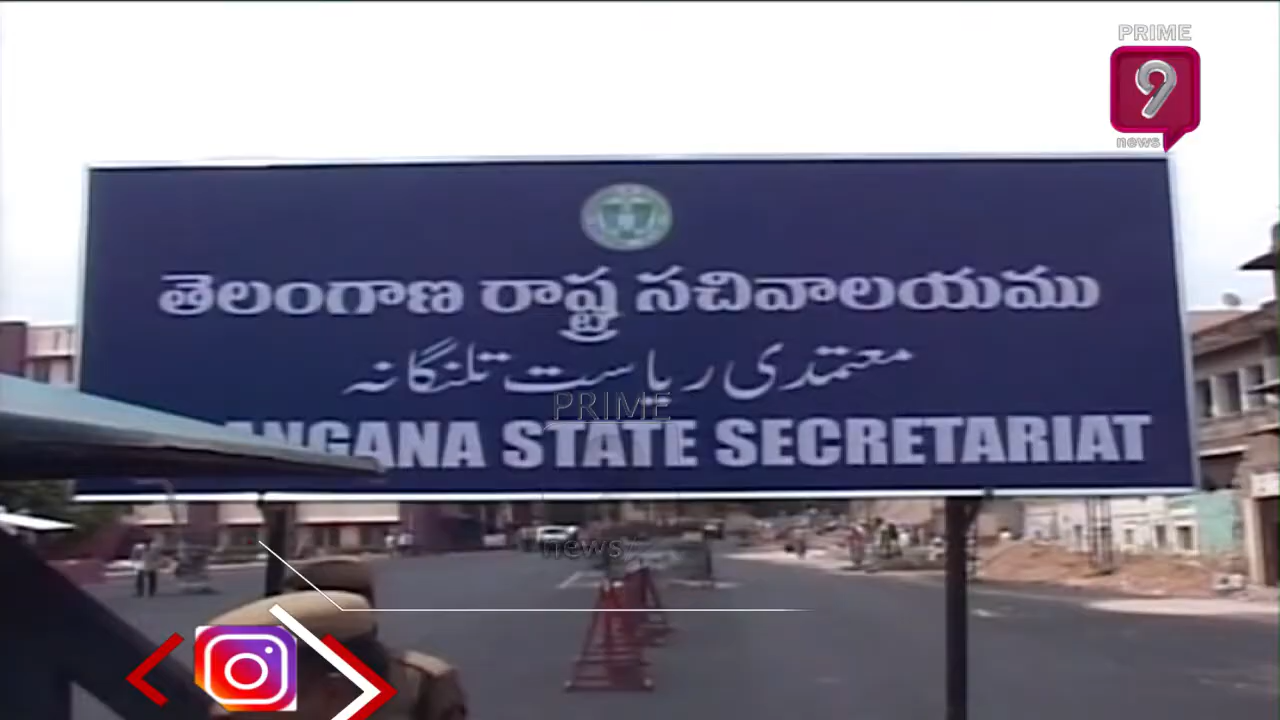 PRIME
9
news
తెలంగాణ రాష్ట్ర సచివాలయము
معتمدی ریاست تلنگانہ
PRIME
ANGANA STATE SECRETARIAT
news